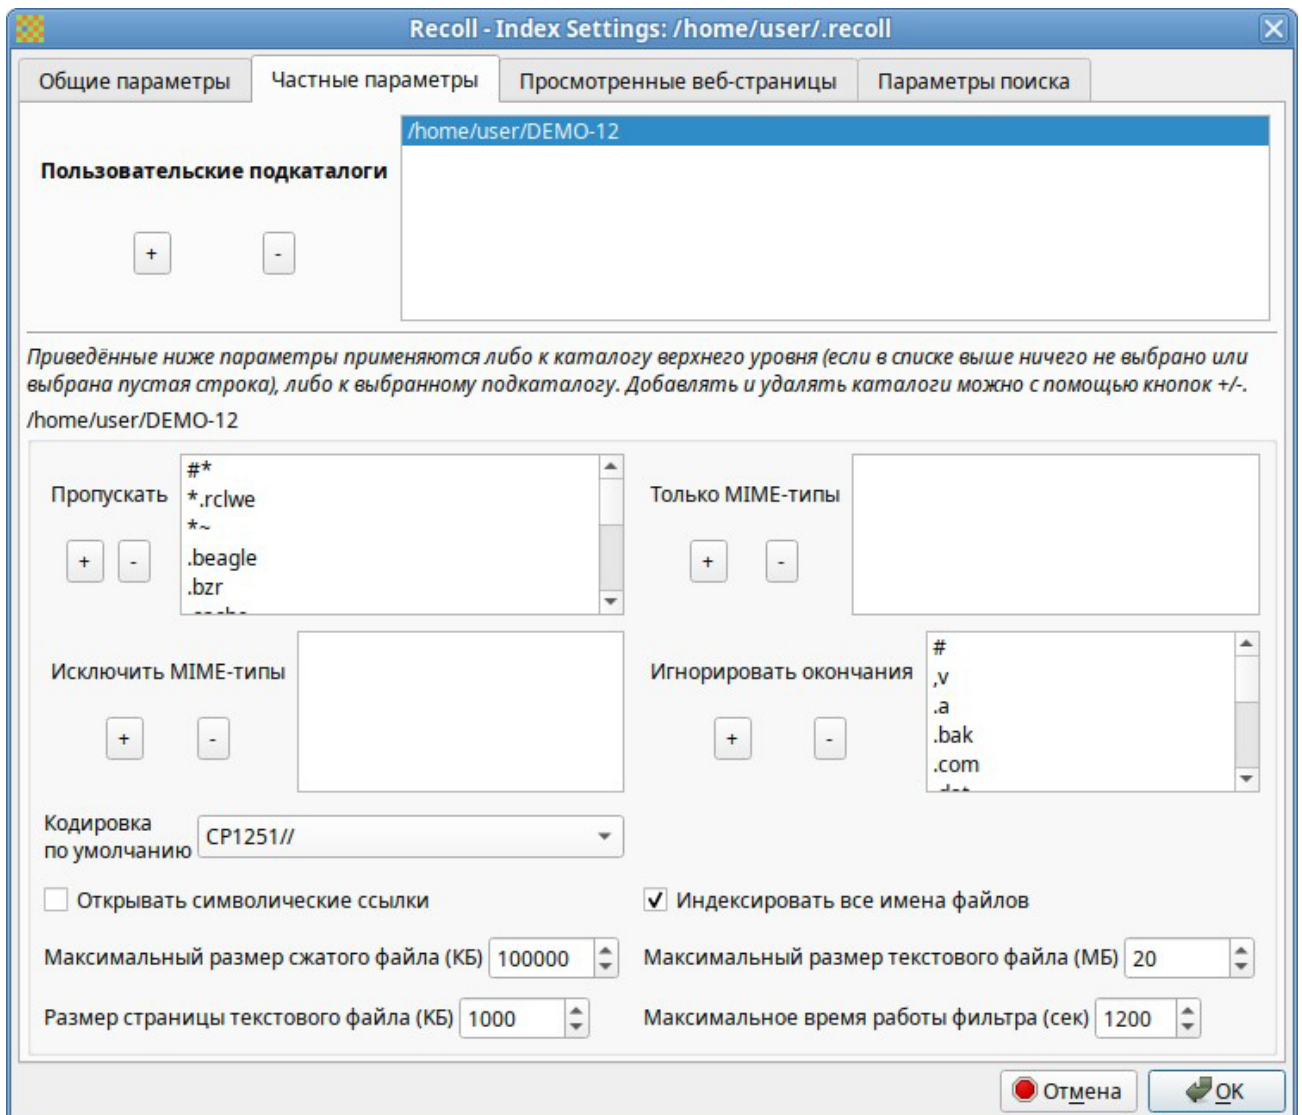 Recoll - Index Settings: /home/user/.recoll
Общие параметры
Частные параметры
Просмотренные веб-страницы
Параметры поиска
Пользовательские подкаталоги
+
-
/home/user/DEMO-12
Приведённые ниже параметры применяются либо к каталогу верхнего уровня (если в списке выше ничего не выбрано или
выбрана пустая строка), либо к выбранному подкаталогу. Добавлять и удалять каталоги можно с помощью кнопок +/-.
/home/user/DEMO-12
Пропускать
+
-
#*
*.rclwe
*~
.beagle
.bzr
Только MIME-типы
+
-
Исключить MIME-типы
+
-
Игнорировать окончания
+
-
#
,v
.a
.bak
.com
Кодировка
по умолчанию
CP1251//
Открывать символические ссылки
Индексировать все имена файлов
Максимальный размер сжатого файла (КБ) 100000
Максимальный размер текстового файла (МБ) 20
Размер страницы текстового файла (КБ) 1000
Максимальное время работы фильтра (сек) 1200
Отмена
OK